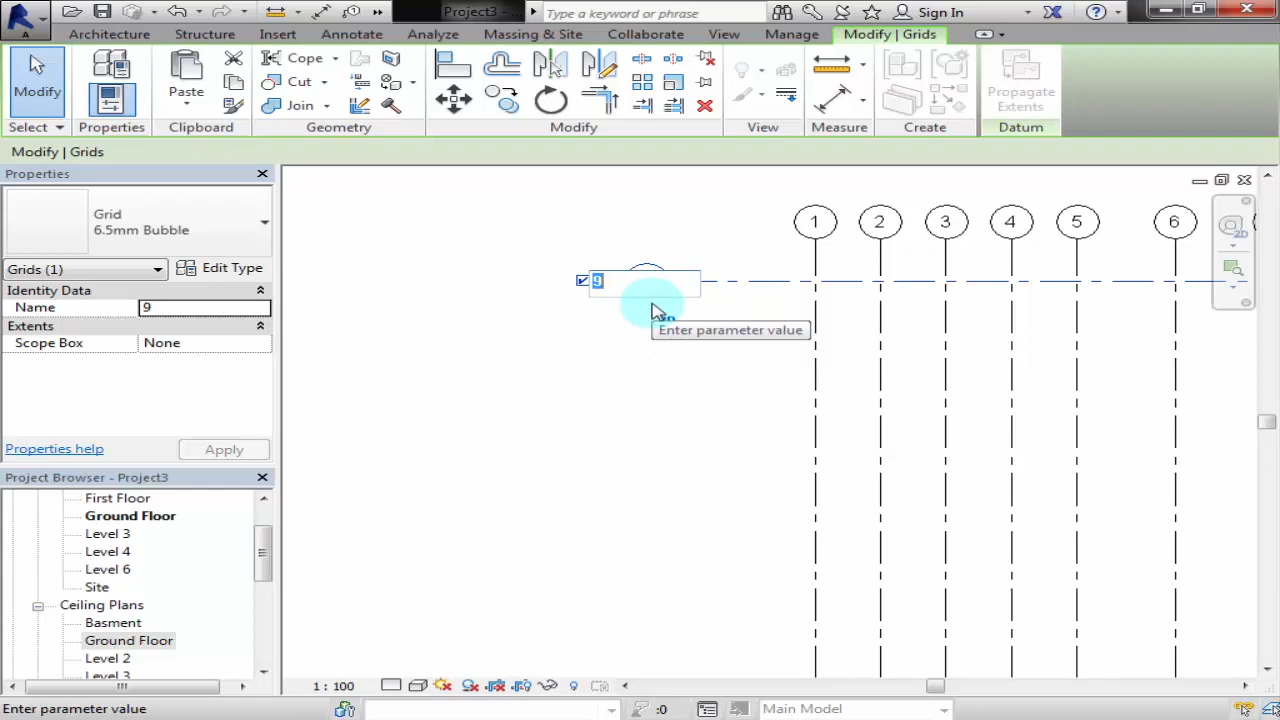 Project3 - ...
Type a keyword or phrase
Sign In
Architecture
Structure
Insert
Annotate
Analyze
Massing & Site
Collaborate
View
Manage
Modify | Grids
Modify
Paste
Cope
Cut
Join
Propagate
Extents
Select
Properties
Clipboard
Geometry
Modify
View
Measure
Create
Datum
Modify | Grids
Properties
Grid
6.5mm Bubble
Grids (1)
Edit Type
Identity Data
Name
9
Extents
Scope Box
None
Properties help
Apply
Project Browser - Project3
First Floor
Ground Floor
Level 3
Level 4
Level 6
Site
Ceiling Plans
Basment
Ground Floor
Level 2
Level 3
1
2
3
4
5
6
2D
9
Enter parameter value
1 : 100
Enter parameter value
:0
Main Model